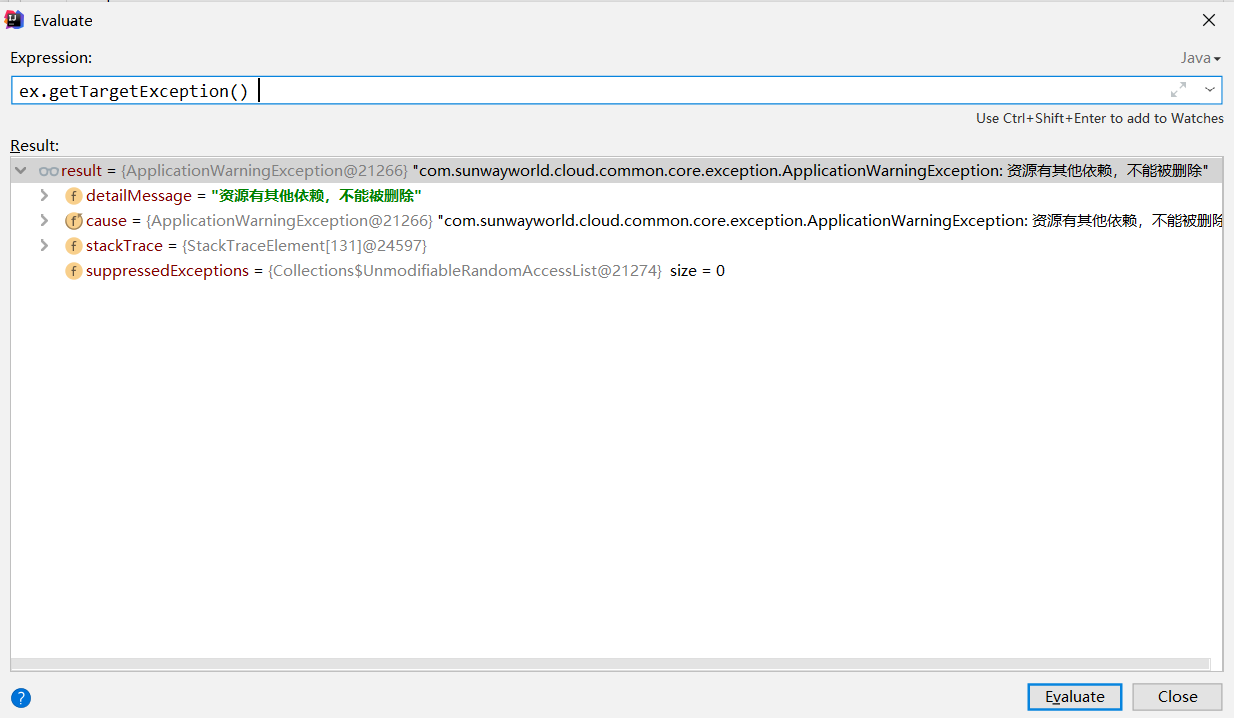 Evaluate
Expression:
Java
ex.getTargetException()
Use Ctrl+Shift+Enter to add to Watches
Result:
result = {ApplicationWarningException@21266} "com.sunwayworld.cloud.common.core.exception.ApplicationWarningException: 资源有其他依赖，不能被删除"
f detailMessage = "资源有其他依赖，不能被删除"
f cause = {ApplicationWarningException@21266} "com.sunwayworld.cloud.common.core.exception.ApplicationWarningException: 资源有其他依赖，不能被删除
f stackTrace = {StackTraceElement[131]@24597}
f suppressedExceptions = {Collections$UnmodifiableRandomAccessList@21274} size = 0
? Evaluate Close